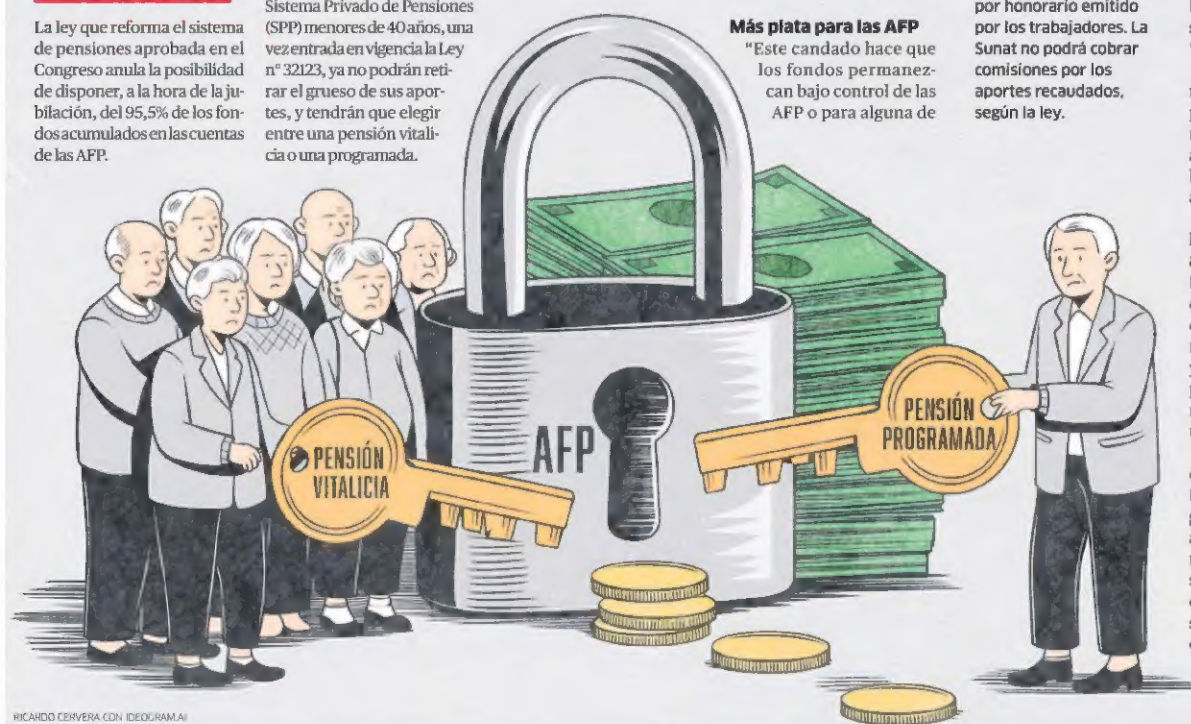 La ley que reforma el sistema
de pensiones aprobada en el
Congreso anula la posibilidad
de disponer, a la hora de la ju-
bilación, del 95,5% de los fon-
dos acumulados en las cuentas
de las AFP.
Sistema Privado de Pensiones
(SPP) menores de 40 años, una
vez entrada en vigencia la Ley
n° 32123, ya no podrán reti-
rar el grueso de sus apor-
tes, y tendrán que elegir
entre una pensión vitali-
cia o una programada.
Más plata para las AFP
"Este candado hace que
los fondos permanez-
can bajo control de las
AFP o para alguna de
por honorario emitido
por los trabajadores. La
Sunat no podrá cobrar
comisiones por los
aportes recaudados,
según la ley.
PENSIÓN
VITALICIA
AFP
PENSIÓN
PROGRAMADA
RICARDO CERVERA CON IDEOGRAM.AI